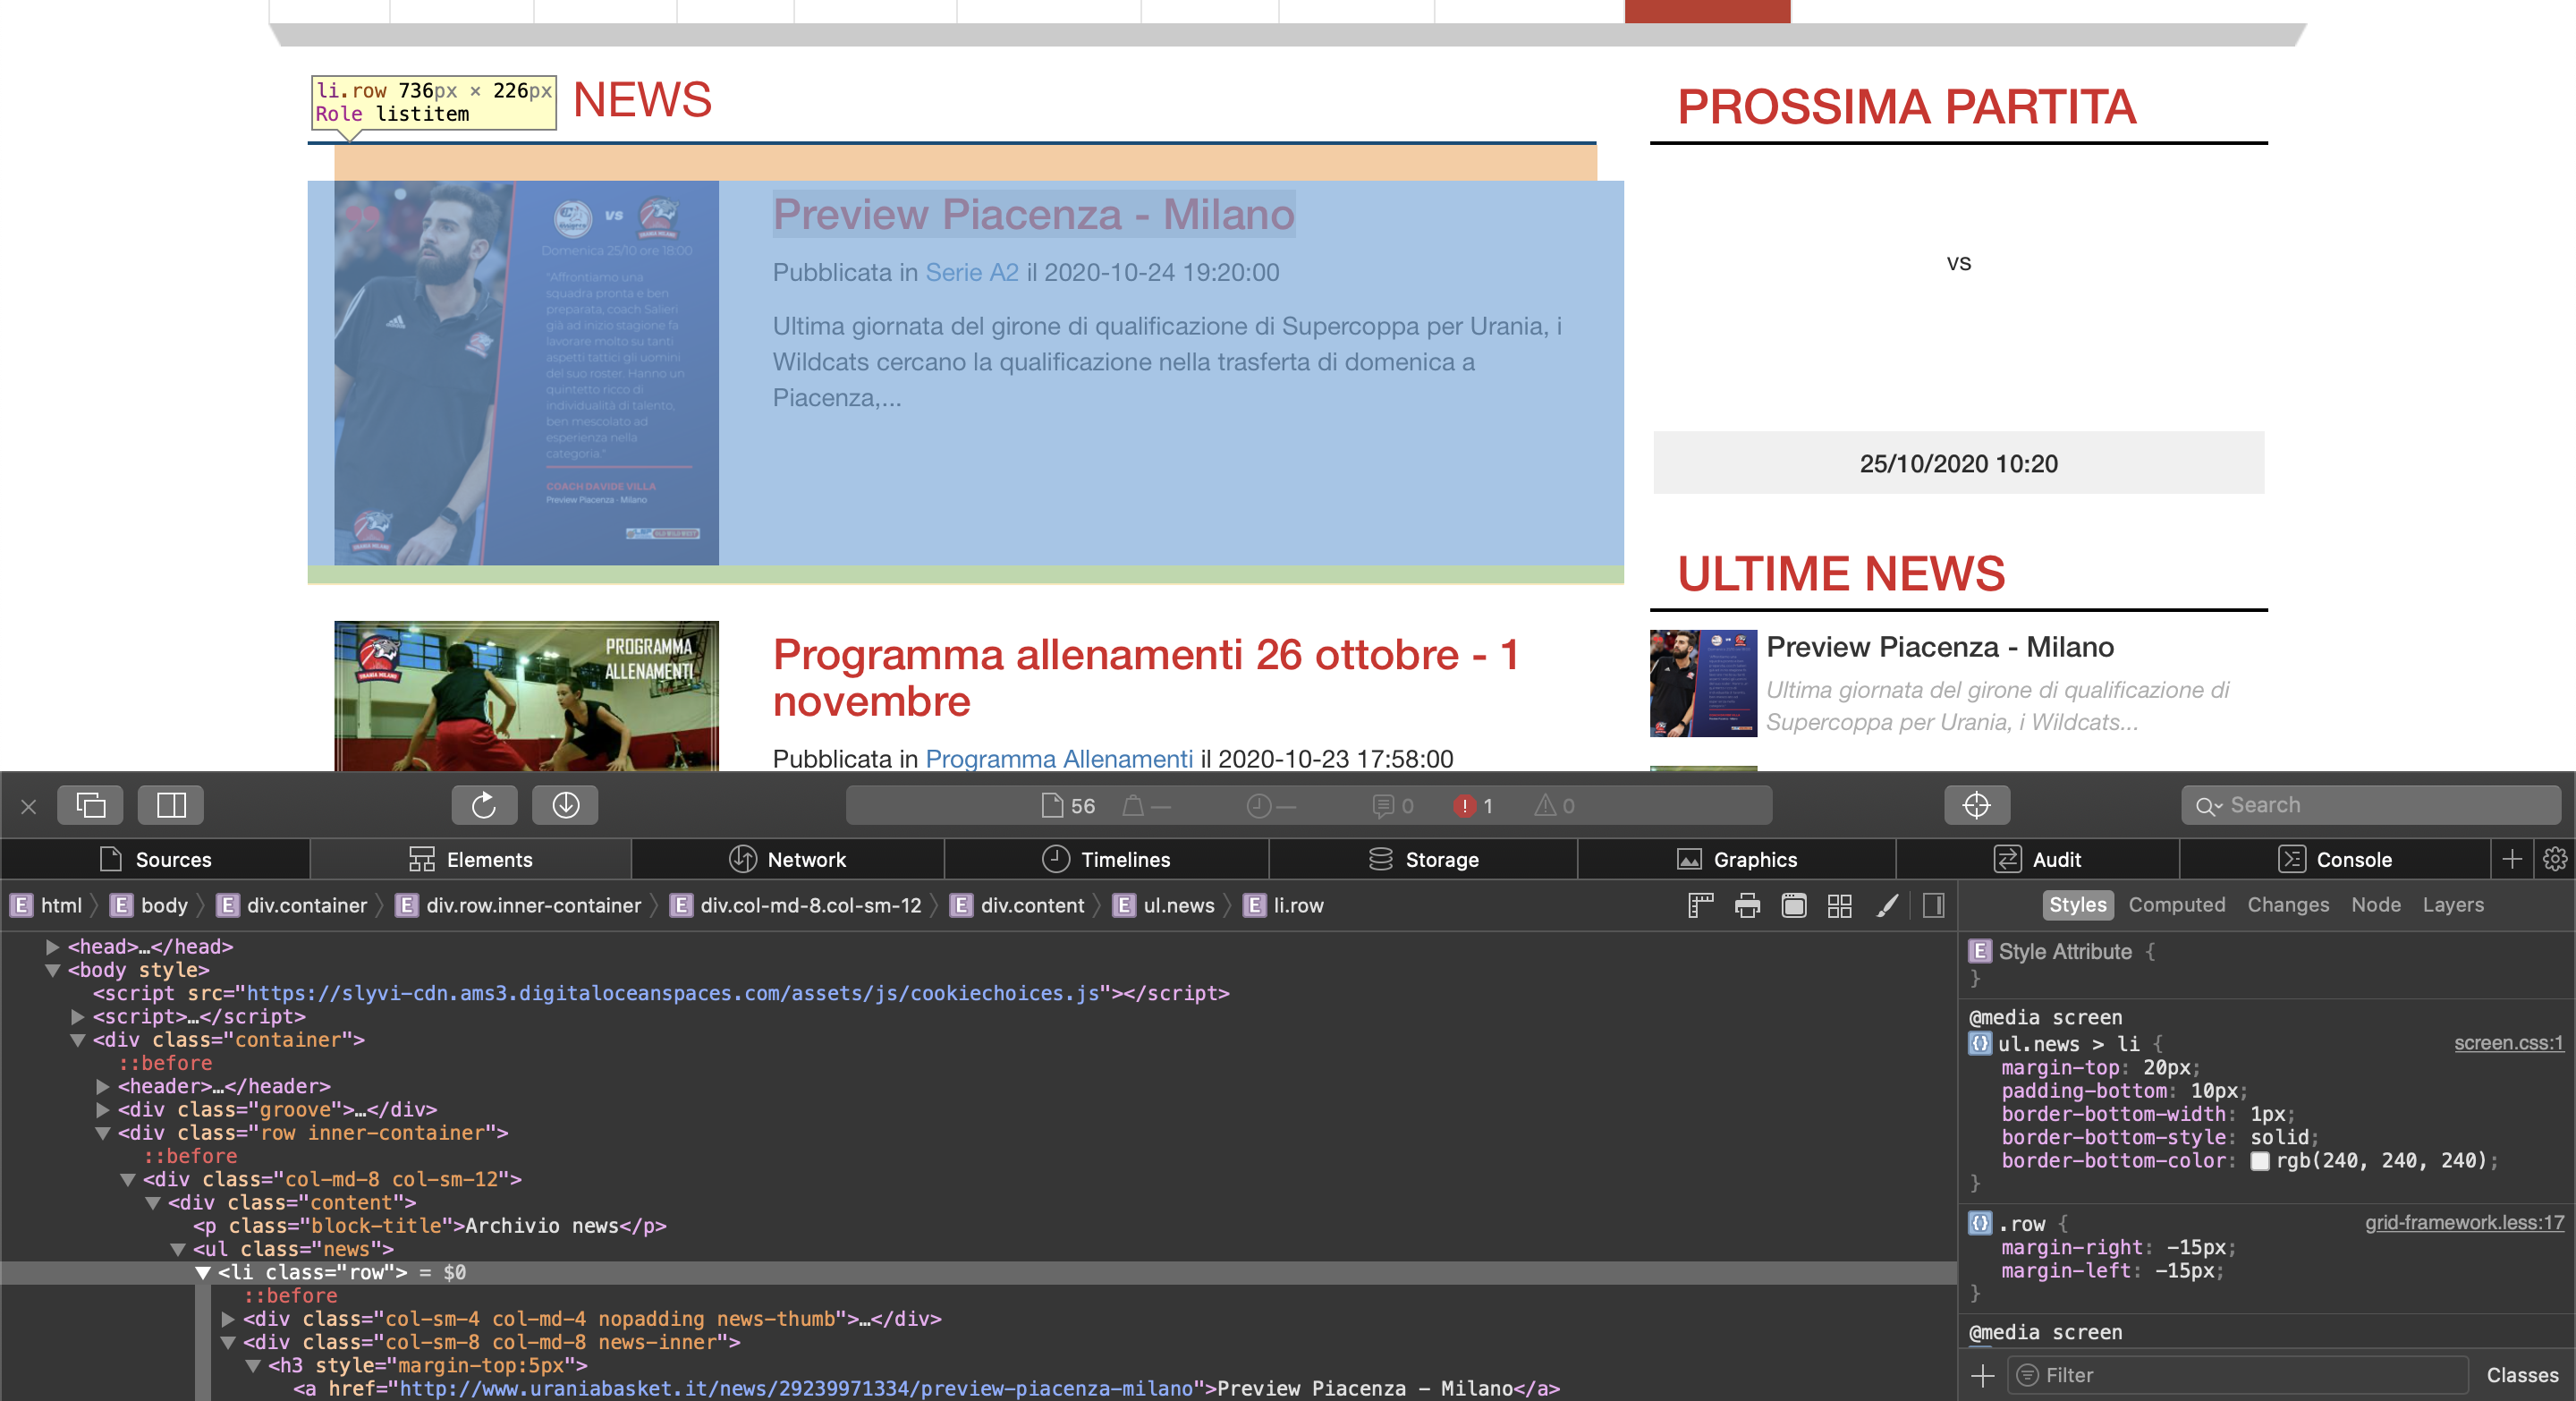 li.row 736px × 226px
Role listitem
NEWS
PROSSIMA PARTITA
vs
Domenica 25/10 ore 18:00
"Affrontiamo una
squadra pronta e ben
preparata, coach Salieri
già ad inizio stagione fa
lavorare molto su tanti
aspetti tattici gli uomini
del suo roster. Hanno un
quintetto ricco di
individualità di talento,
ben mescolato ad
esperienza nella
categoria."
COACH DAVIDE VILLA
Preview Piacenza - Milano
URANIA MILANO
Preview Piacenza - Milano
Pubblicata in Serie A2 il 2020-10-24 19:20:00
Ultima giornata del girone di qualificazione di Supercoppa per Urania, i
Wildcats cercano la qualificazione nella trasferta di domenica a
Piacenza,...
vs
25/10/2020 10:20
ULTIME NEWS
Preview Piacenza - Milano
Ultima giornata del girone di qualificazione di
Supercoppa per Urania, i Wildcats...
PROGRAMMA
ALLENAMENTI
URANIA MILANO
Programma allenamenti 26 ottobre - 1
novembre
Pubblicata in Programma Allenamenti il 2020-10-23 17:58:00
56 — — 0 1 0
Search
Sources Elements Network Timelines Storage Graphics Audit Console
E html E body E div.container E div.row.inner-container E div.col-md-8.col-sm-12 E div.content E ul.news E li.row
Styles Computed Changes Node Layers
<head>…</head>
<body style>
<script src="https://slyvi-cdn.ams3.digitaloceanspaces.com/assets/js/cookiechoices.js"></script>
<script>…</script>
<div class="container">
::before
<header>…</header>
<div class="groove">…</div>
<div class="row inner-container">
::before
<div class="col-md-8 col-sm-12">
<div class="content">
<p class="block-title">Archivio news</p>
<ul class="news">
<li class="row"> = $0
::before
<div class="col-sm-4 col-md-4 nopadding news-thumb">…</div>
<div class="col-sm-8 col-md-8 news-inner">
<h3 style="margin-top:5px">
<a href="http://www.uraniabasket.it/news/29239971334/preview-piacenza-milano">Preview Piacenza - Milano</a>
E Style Attribute {
}
@media screen
ul.news > li { screen.css:1
margin-top: 20px;
padding-bottom: 10px;
border-bottom-width: 1px;
border-bottom-style: solid;
border-bottom-color: rgb(240, 240, 240);
}
.row { grid-framework.less:17
margin-right: -15px;
margin-left: -15px;
}
@media screen
Filter
Classes